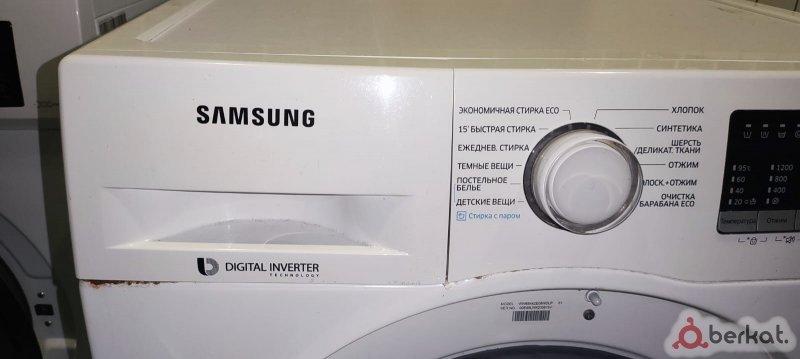 SAMSUNG
DIGITAL INVERTER
TECHNOLOGY
ЭКОНОМИЧНАЯ СТИРКА ECO
15' БЫСТРАЯ СТИРКА
ЕЖЕДНЕВ. СТИРКА
ТЕМНЫЕ ВЕЩИ
ПОСТЕЛЬНОЕ
БЕЛЬЕ
ДЕТСКИЕ ВЕЩИ
Стирка с паром
ХЛОПОК
СИНТЕТИКА
ШЕРСТЬ
/ДЕЛИКАТ. ТКАНИ
ОТЖИМ
ПОЛОСК.+ОТЖИМ
ОЧИСТКА
БАРАБАНА ECO
95℃ 1200
60 800
40 400
20
Температура Отжим
MODEL
berkat.